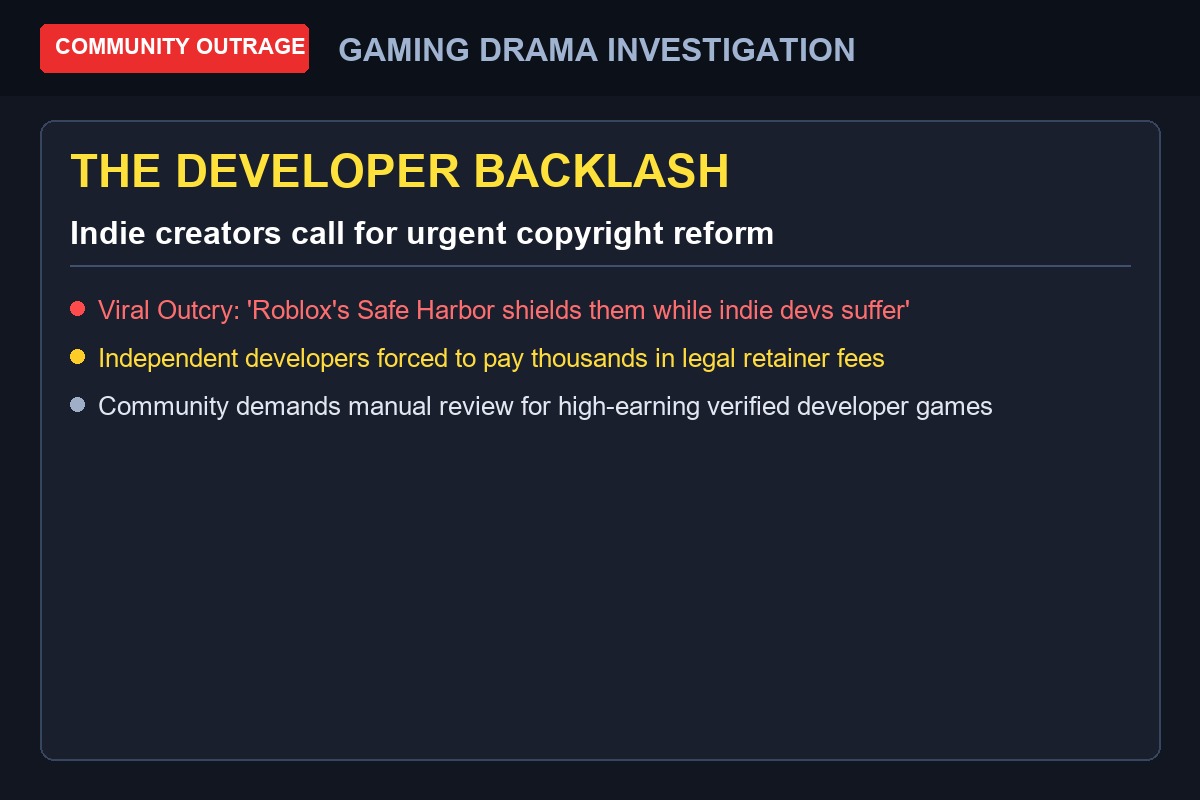 COMMUNITY OUTRAGE
GAMING DRAMA INVESTIGATION
THE DEVELOPER BACKLASH
Indie creators call for urgent copyright reform
Viral Outcry: 'Roblox's Safe Harbor shields them while indie devs suffer'
Independent developers forced to pay thousands in legal retainer fees
Community demands manual review for high-earning verified developer games